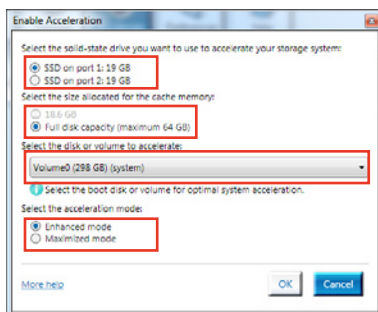 Enable Acceleration
Select the solid-state drive you want to use to accelerate your storage system:
SSD on port 1: 19 GB
SSD on port 2: 19 GB
Select the size allocated for the cache memory:
18.6 GB
Full disk capacity (maximum 64 GB)
Select the disk or volume to accelerate:
Volume0 (298 GB) (system)
Select the boot disk or volume for optimal system acceleration.
Select the acceleration mode:
Enhanced mode
Maximized mode
More help
OK
Cancel